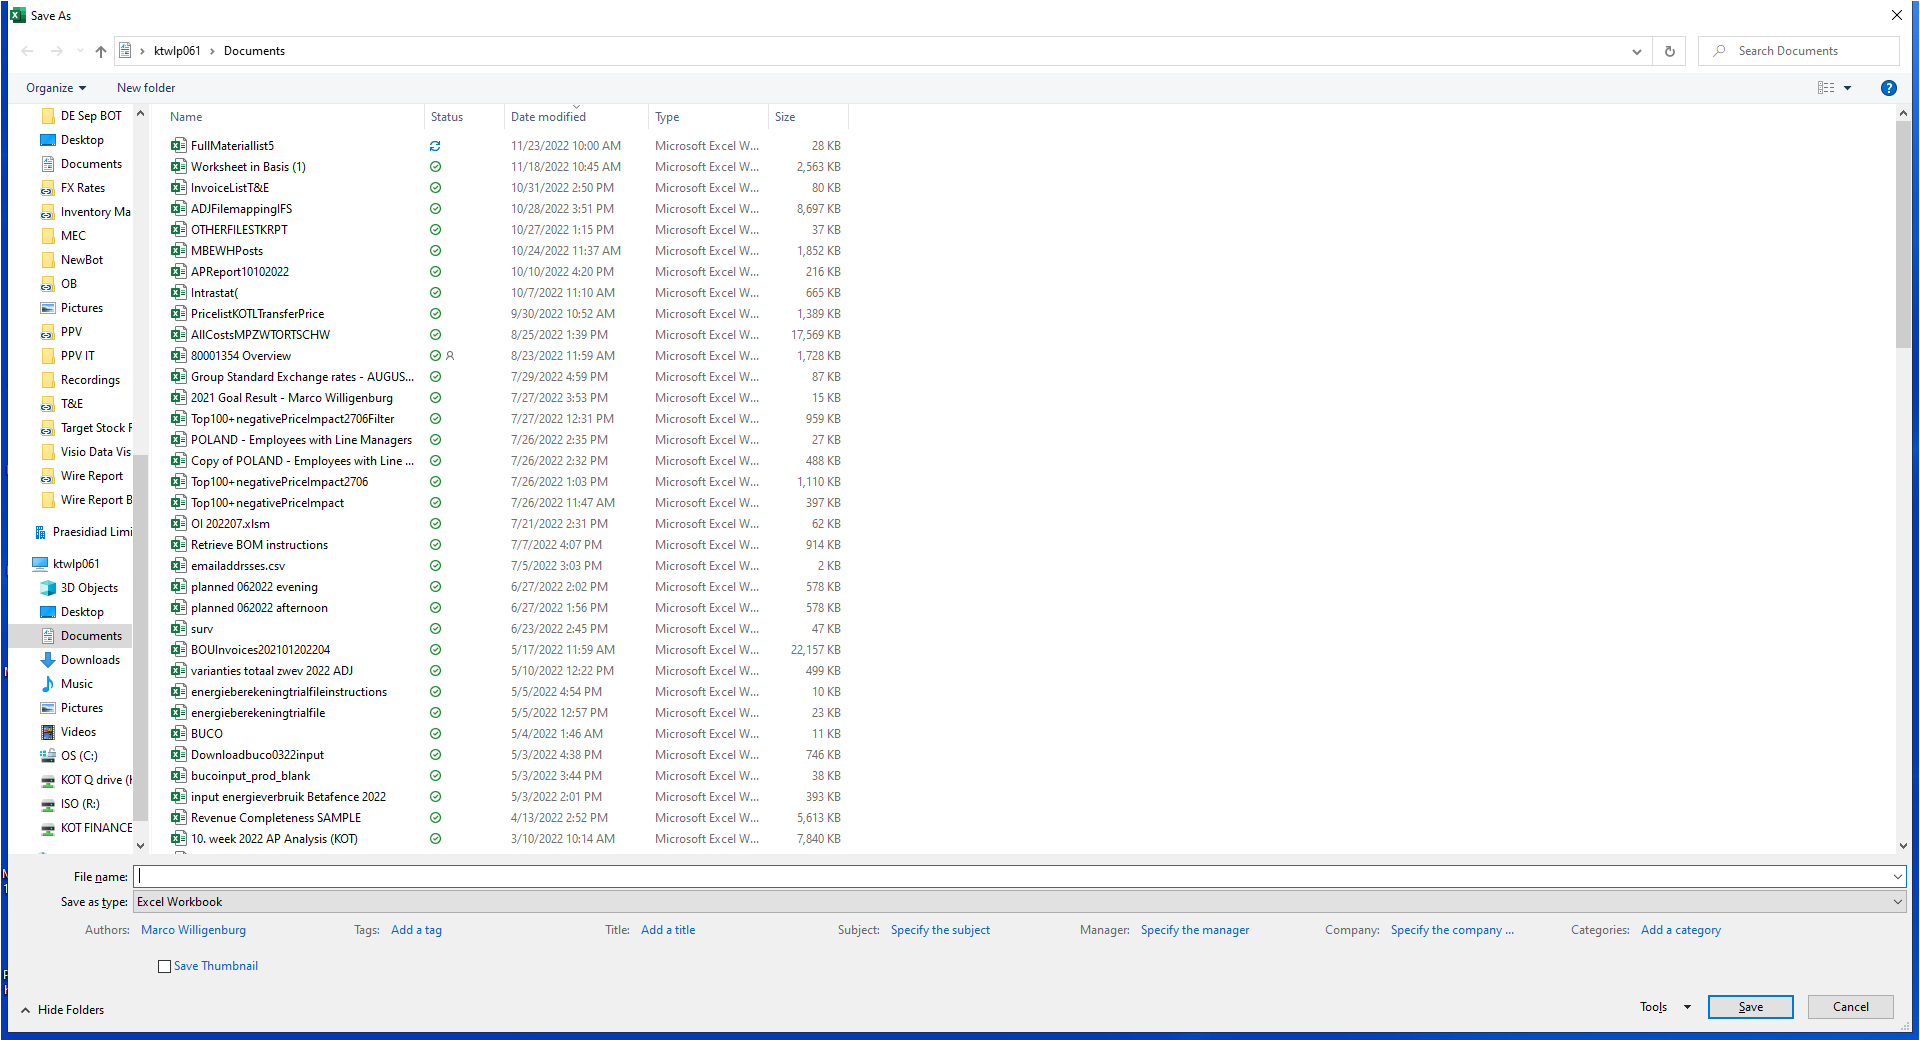 Save As
ktwlp061 > Documents
Search Documents
Organize
New folder
DE Sep BOT
Desktop
Documents
FX Rates
Inventory Ma
MEC
NewBot
OB
Pictures
PPV
PPV IT
Recordings
T&E
Target Stock F
Visio Data Vis
Wire Report
Wire Report B
Praesidiad Limi
ktwlp061
3D Objects
Desktop
Documents
Downloads
Music
Pictures
Videos
OS (C:)
KOT Q drive (
ISO (R:)
KOT FINANCE
Name Status Date modified Type Size
FullMateriallist5 11/23/2022 10:00 AM Microsoft Excel W... 28 KB
Worksheet in Basis (1) 11/18/2022 10:45 AM Microsoft Excel W... 2,563 KB
InvoiceListT&E 10/31/2022 2:50 PM Microsoft Excel W... 80 KB
ADJFilemappingIFS 10/28/2022 3:51 PM Microsoft Excel W... 8,697 KB
OTHERFILESTKRPT 10/27/2022 1:15 PM Microsoft Excel W... 37 KB
MBEWHPosts 10/24/2022 11:37 AM Microsoft Excel W... 1,852 KB
APReport10102022 10/10/2022 4:20 PM Microsoft Excel W... 216 KB
Intrastat( 10/7/2022 11:10 AM Microsoft Excel W... 665 KB
PricelistKOTLTransferPrice 9/30/2022 10:52 AM Microsoft Excel W... 1,389 KB
AllCostsMPZWTORTSCHW 8/25/2022 1:39 PM Microsoft Excel W... 17,569 KB
80001354 Overview 8/23/2022 11:59 AM Microsoft Excel W... 1,728 KB
Group Standard Exchange rates - AUGUS... 7/29/2022 4:59 PM Microsoft Excel W... 87 KB
2021 Goal Result - Marco Willigenburg 7/27/2022 3:53 PM Microsoft Excel W... 15 KB
Top100+negativePriceImpact2706Filter 7/27/2022 12:31 PM Microsoft Excel W... 959 KB
POLAND - Employees with Line Managers 7/26/2022 2:35 PM Microsoft Excel W... 27 KB
Copy of POLAND - Employees with Line ... 7/26/2022 2:32 PM Microsoft Excel W... 488 KB
Top100+negativePriceImpact2706 7/26/2022 1:03 PM Microsoft Excel W... 1,110 KB
Top100+negativePriceImpact 7/26/2022 11:47 AM Microsoft Excel W... 397 KB
OI 202207.xlsm 7/21/2022 2:31 PM Microsoft Excel W... 62 KB
Retrieve BOM instructions 7/7/2022 4:07 PM Microsoft Excel W... 914 KB
emailaddrsses.csv 7/5/2022 3:03 PM Microsoft Excel W... 2 KB
planned 062022 evening 6/27/2022 2:02 PM Microsoft Excel W... 578 KB
planned 062022 afternoon 6/27/2022 1:56 PM Microsoft Excel W... 578 KB
surv 6/23/2022 2:45 PM Microsoft Excel W... 47 KB
BOUInvoices202101202204 5/17/2022 11:59 AM Microsoft Excel W... 22,157 KB
varianties totaal zwev 2022 ADJ 5/10/2022 12:22 PM Microsoft Excel W... 499 KB
energieberekeningtrialfileinstructions 5/5/2022 4:54 PM Microsoft Excel W... 10 KB
energieberekeningtrialfile 5/5/2022 12:57 PM Microsoft Excel W... 23 KB
BUCO 5/4/2022 1:46 AM Microsoft Excel W... 11 KB
Downloadbuco0322input 5/3/2022 4:38 PM Microsoft Excel W... 746 KB
bucoinput_prod_blank 5/3/2022 3:44 PM Microsoft Excel W... 38 KB
input energieverbruik Betafence 2022 5/3/2022 2:01 PM Microsoft Excel W... 393 KB
Revenue Completeness SAMPLE 4/13/2022 2:52 PM Microsoft Excel W... 5,613 KB
10. week 2022 AP Analysis (KOT) 3/10/2022 10:14 AM Microsoft Excel W... 7,840 KB
File name:
Save as type: Excel Workbook
Authors: Marco Willigenburg Tags: Add a tag Title: Add a title Subject: Specify the subject Manager: Specify the manager Company: Specify the company ... Categories: Add a category
Save Thumbnail
Hide Folders
Tools
Save
Cancel